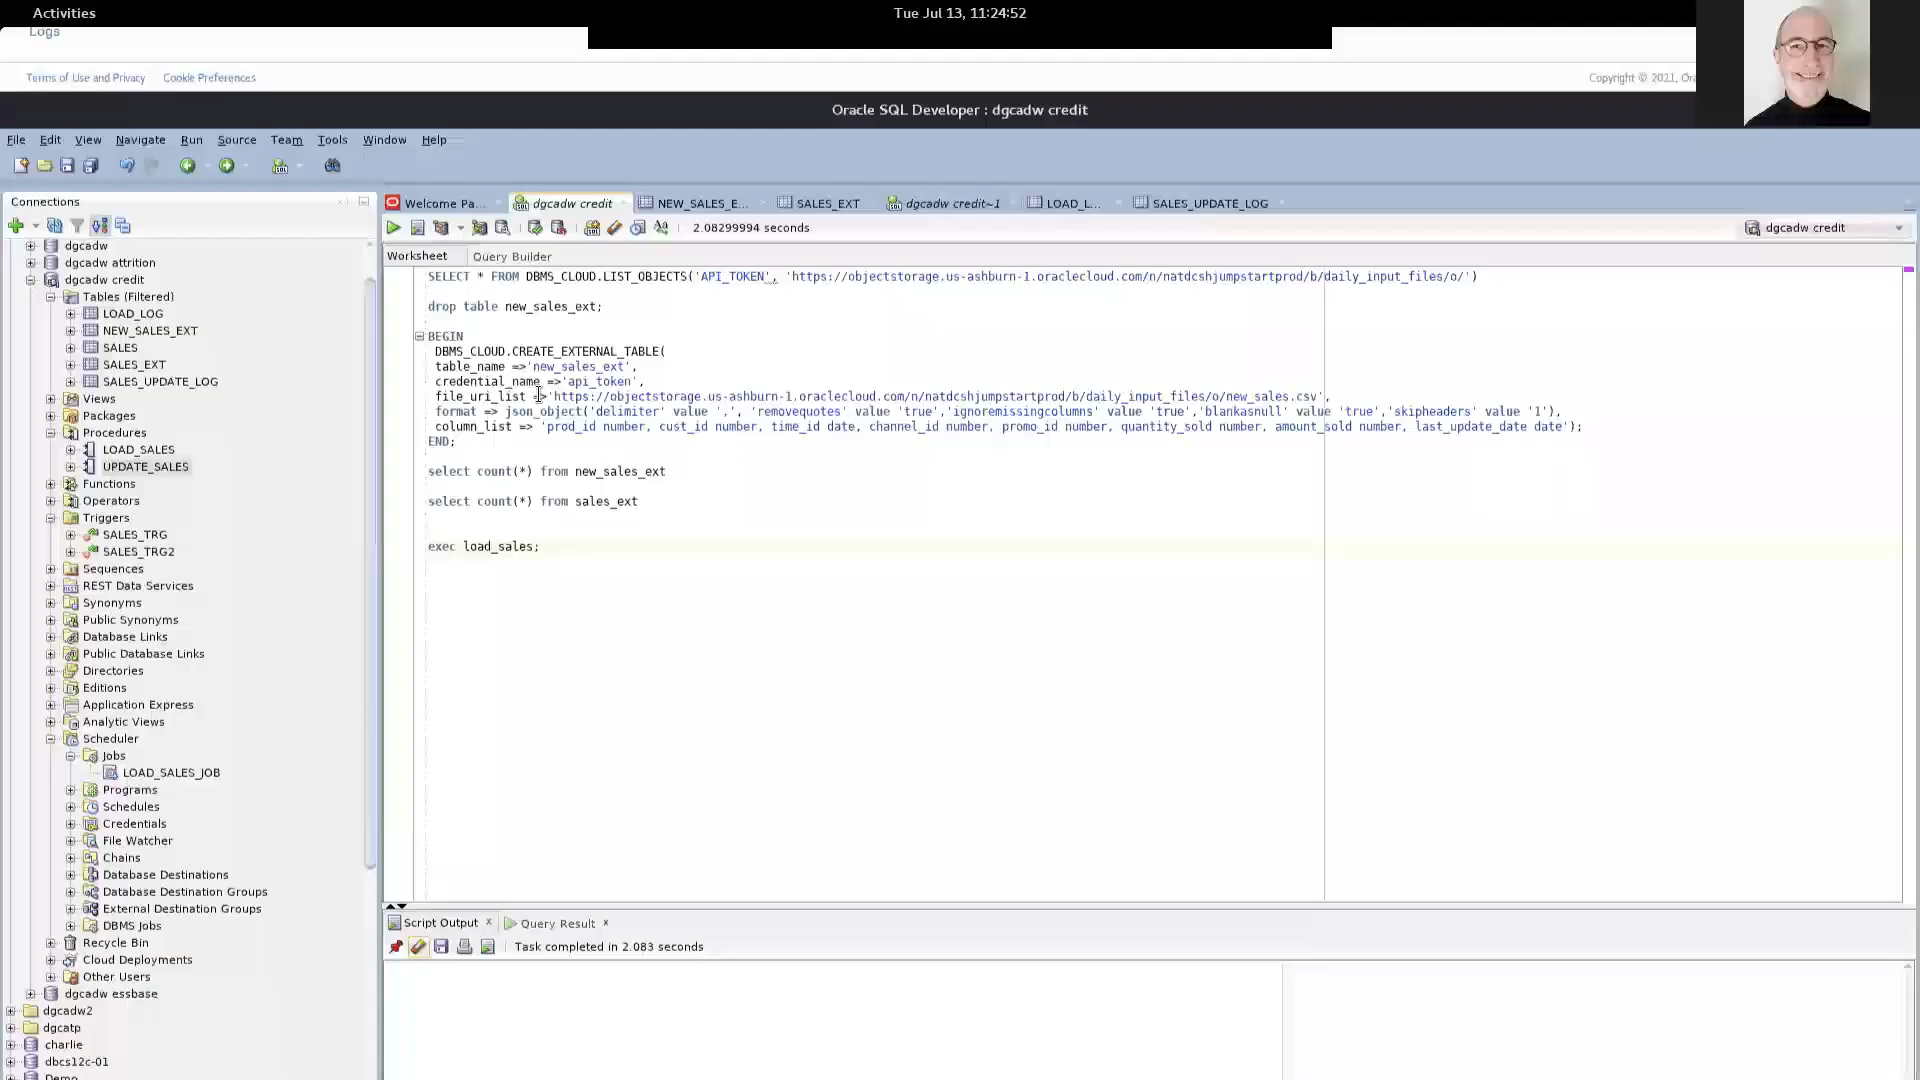 Activities
Tue Jul 13, 11:24:52
Logs
Terms of Use and Privacy Cookie Preferences
Copyright © 2021, Ora
Oracle SQL Developer : dgcadw credit
File Edit View Navigate Run Source Team Tools Window Help
Connections
Welcome Pa... dgcadw credit NEW_SALES_E... SALES_EXT dgcadw credit~1 LOAD_L... SALES_UPDATE_LOG
2.08299994 seconds
dgcadw credit
Worksheet Query Builder
dgcadw
dgcadw attrition
dgcadw credit
Tables (Filtered)
LOAD_LOG
NEW_SALES_EXT
SALES
SALES_EXT
SALES_UPDATE_LOG
Views
Packages
Procedures
LOAD_SALES
UPDATE_SALES
Functions
Operators
Triggers
SALES_TRG
SALES_TRG2
Sequences
REST Data Services
Synonyms
Public Synonyms
Database Links
Public Database Links
Directories
Editions
Application Express
Analytic Views
Scheduler
Jobs
LOAD_SALES_JOB
Programs
Schedules
Credentials
File Watcher
Chains
Database Destinations
Database Destination Groups
External Destination Groups
DBMS Jobs
Recycle Bin
Cloud Deployments
Other Users
dgcadw essbase
dgcadw2
dgcatp
charlie
dbcs12c-01
Demo
SELECT * FROM DBMS_CLOUD.LIST_OBJECTS('API_TOKEN', 'https://objectstorage.us-ashburn-1.oraclecloud.com/n/natdcshjumpstartprod/b/daily_input_files/o/')
drop table new_sales_ext;
BEGIN
DBMS_CLOUD.CREATE_EXTERNAL_TABLE(
table_name =>'new_sales_ext',
credential_name =>'api_token',
file_uri_list =>'https://objectstorage.us-ashburn-1.oraclecloud.com/n/natdcshjumpstartprod/b/daily_input_files/o/new_sales.csv',
format => json_object('delimiter' value ',', 'removequotes' value 'true','ignoremissingcolumns' value 'true','blankasnull' value 'true','skipheaders' value '1'),
column_list => 'prod_id number, cust_id number, time_id date, channel_id number, promo_id number, quantity_sold number, amount_sold number, last_update_date date');
END;
select count(*) from new_sales_ext
select count(*) from sales_ext
exec load_sales;
Script Output Query Result
Task completed in 2.083 seconds